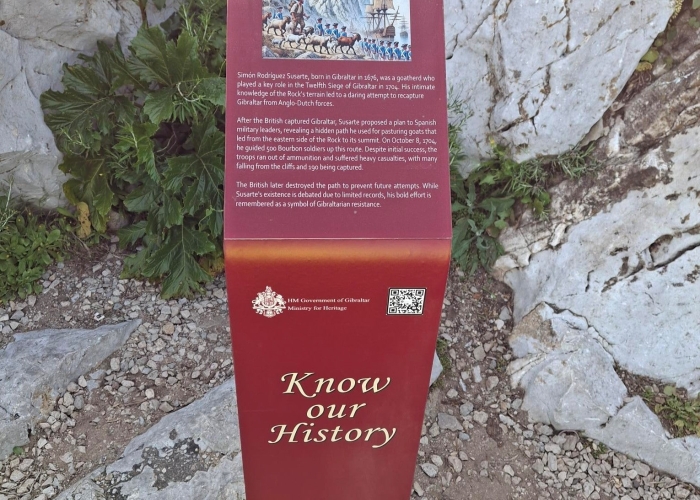 Simón Rodríguez Susarte, born in Gibraltar in 1676, was a goatherd who
played a key role in the Twelfth Siege of Gibraltar in 1704. His intimate
knowledge of the Rock's terrain led to a daring attempt to recapture
Gibraltar from Anglo-Dutch forces.
After the British captured Gibraltar, Susarte proposed a plan to Spanish
military leaders, revealing a hidden path he used for pasturing goats that
led from the eastern side of the Rock to its summit. On October 8, 1704,
he guided 500 Bourbon soldiers up this route. Despite initial success, the
troops ran out of ammunition and suffered heavy casualties, with many
falling from the cliffs and 190 being captured.
The British later destroyed the path to prevent future attempts. While
Susarte's existence is debated due to limited records, his bold effort is
remembered as a symbol of Gibraltarian resistance.
HM Government of Gibraltar
Ministry for Heritage
Know
our
History